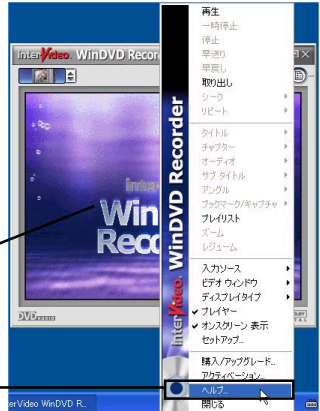 InterVideo. WinDVD Recor
inter
Win
Reco
DVD
InterVideo. WinDVD Recorder
再生
一時停止
停止
早送り
早戻し
取り出し
シーク
リピート
タイトル
チャプター
オーディオ
サブ タイトル
アングル
ブックマーク/キャプチャ
プレイリスト
ズーム
レジューム
入力ソース
ビデオ ウィンドウ
ディスプレイタイプ
プレイヤー
オンスクリーン 表示
セットアップ...
購入/アップグレード...
アクティベーション...
ヘルプ...
閉じる
erVideo WinDVD R...